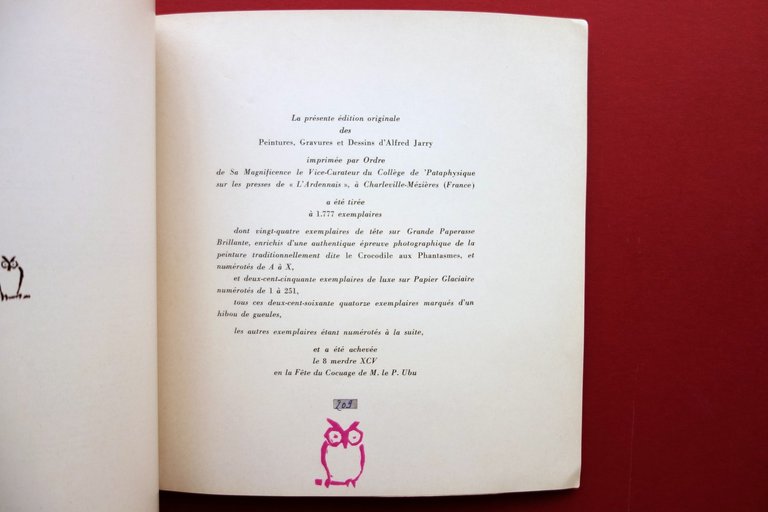 La présente édition originale
des
Peintures, Gravures et Dessins d'Alfred Jarry
imprimée par Ordre
de Sa Magnificence le Vice-Curateur du Collège de 'Pataphysique
sur les presses de « L'Ardennais », à Charleville-Mézières (France)
a été tirée
à 1.777 exemplaires
dont vingt-quatre exemplaires de tête sur Grande Paperasse
Brillante, enrichis d'une authentique épreuve photographique de la
peinture traditionnellement dite le Crocodile aux Phantasmes, et
numérotés de A à X,
et deux-cent-cinquante exemplaires de luxe sur Papier Glaciaire
numérotés de 1 à 251,
tous ces deux-cent-soixante quatorze exemplaires marqués d'un
hibou de gueules,
les autres exemplaires étant numérotés à la suite,
et a été achevée
le 8 merdre XCV
en la Fête du Cocuage de M. le P. Ubu
209